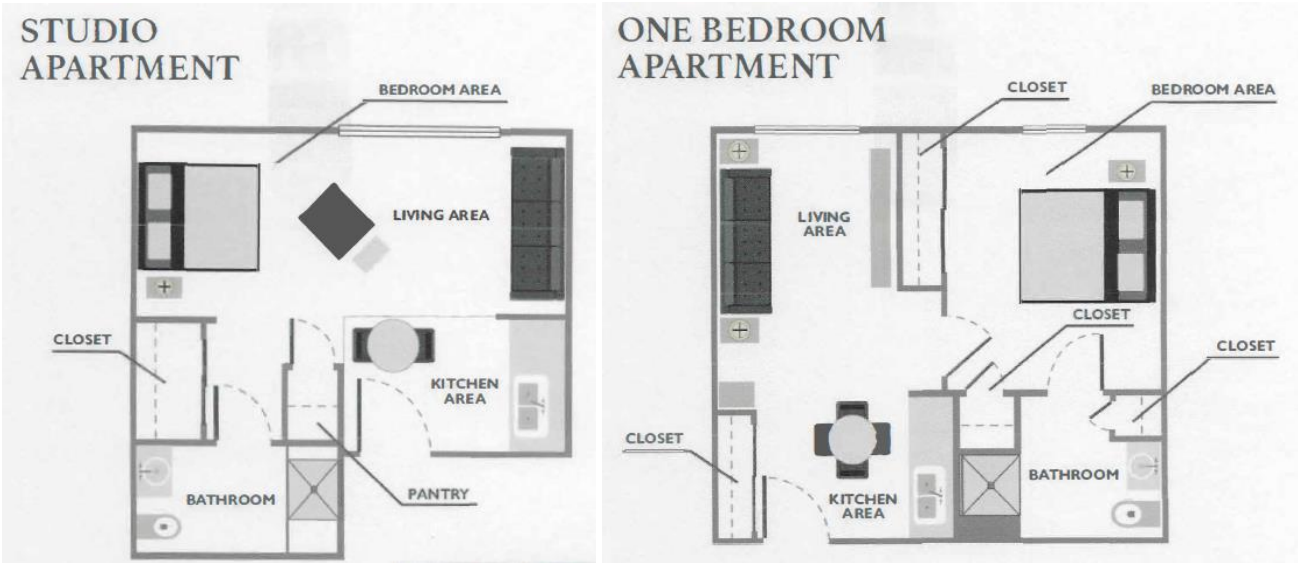 STUDIO
APARTMENT
BEDROOM AREA
LIVING AREA
CLOSET
KITCHEN
AREA
BATHROOM
PANTRY
ONE BEDROOM
APARTMENT
CLOSET
BEDROOM AREA
LIVING
AREA
CLOSET
CLOSET
CLOSET
BATHROOM
KITCHEN
AREA